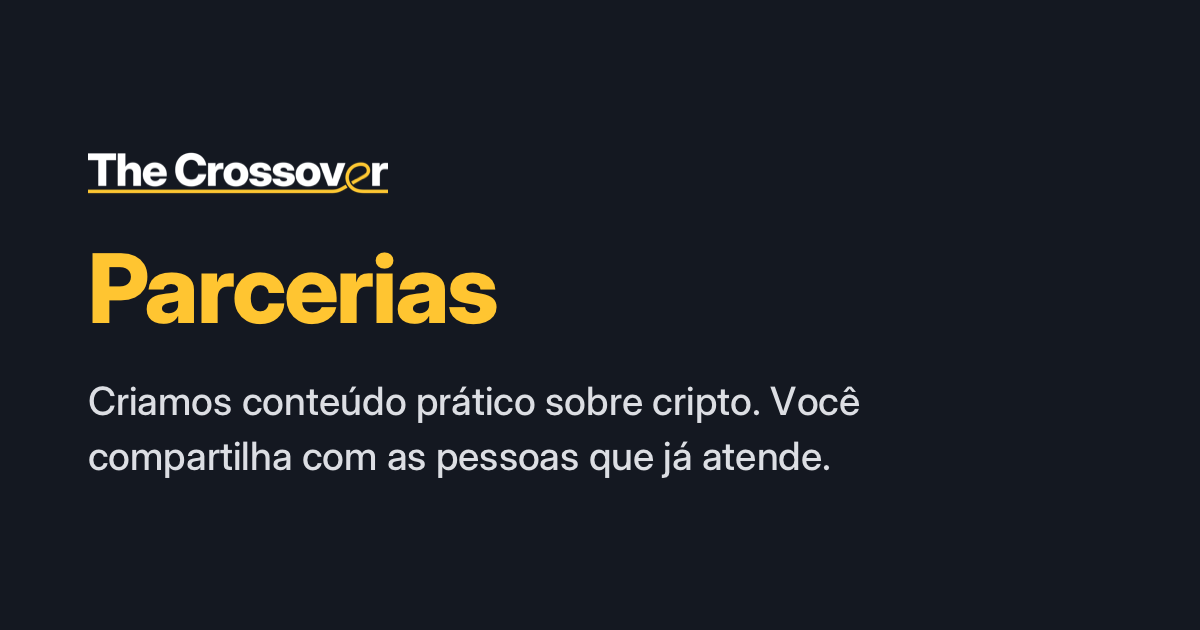 The Crossover
Parcerias
Criamos conteúdo prático sobre cripto. Você
compartilha com as pessoas que já atende.